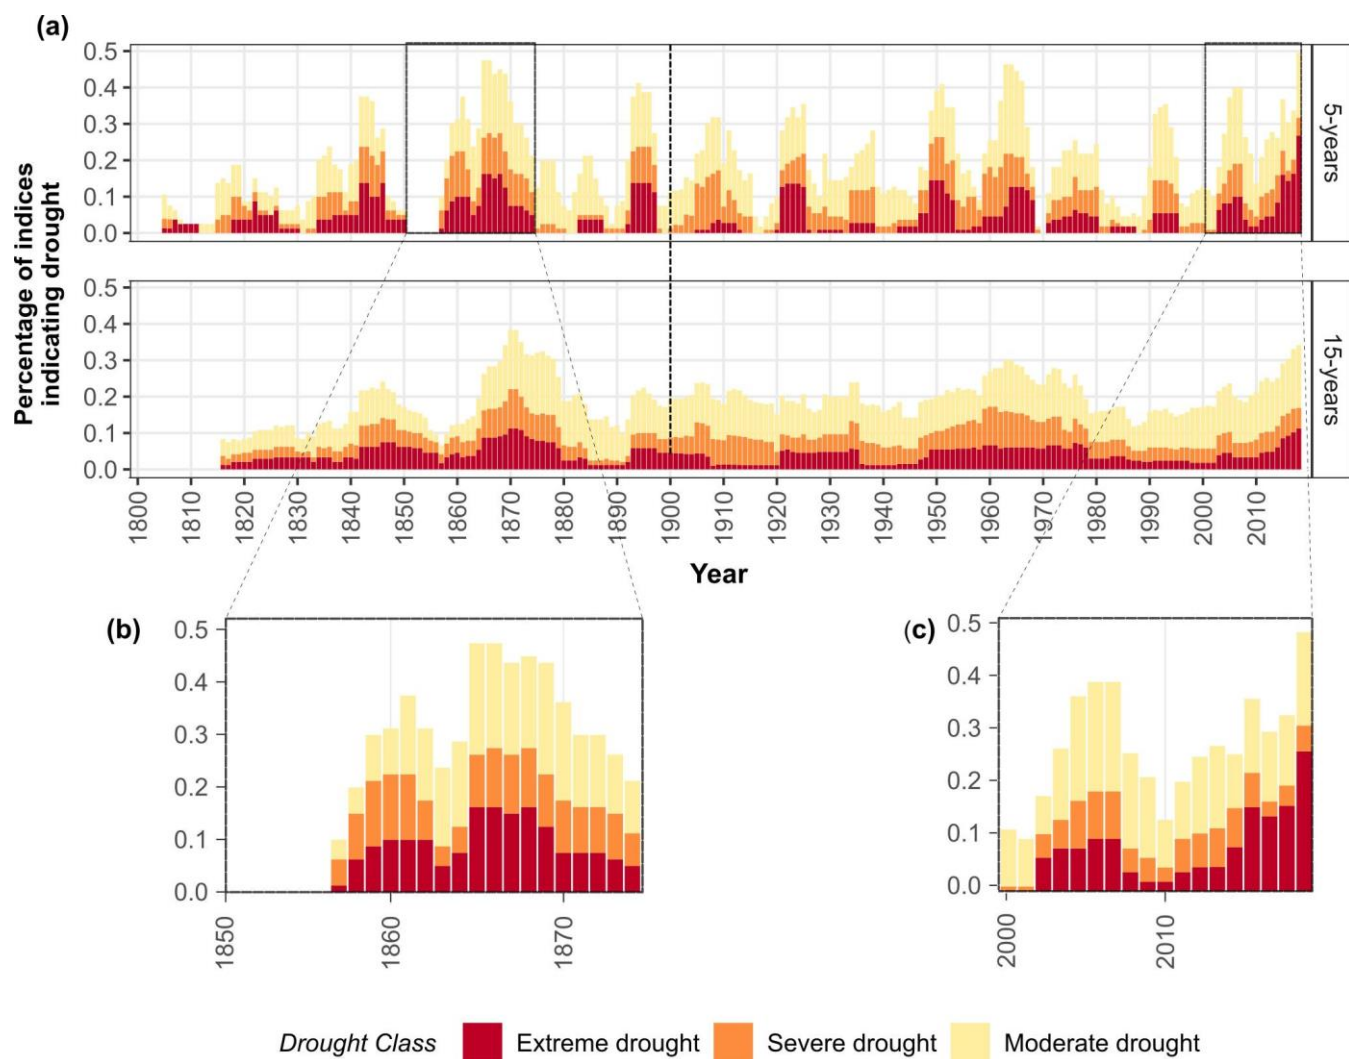 (a)
Percentage of indices
indicating drought
0.5
0.4
0.3
0.2
0.1
0.0
5-years
0.5
0.4
0.3
0.2
0.1
0.0
15-years
1800 1810 1820 1830 1840 1850 1860 1870 1880 1890 1900 1910 1920 1930 1940 1950 1960 1970 1980 1990 2000 2010
Year
(b)
0.5
0.4
0.3
0.2
0.1
0.0
1850 1860 1870
(c)
0.5
0.4
0.3
0.2
0.1
0.0
2000 2010
Drought Class Extreme drought Severe drought Moderate drought